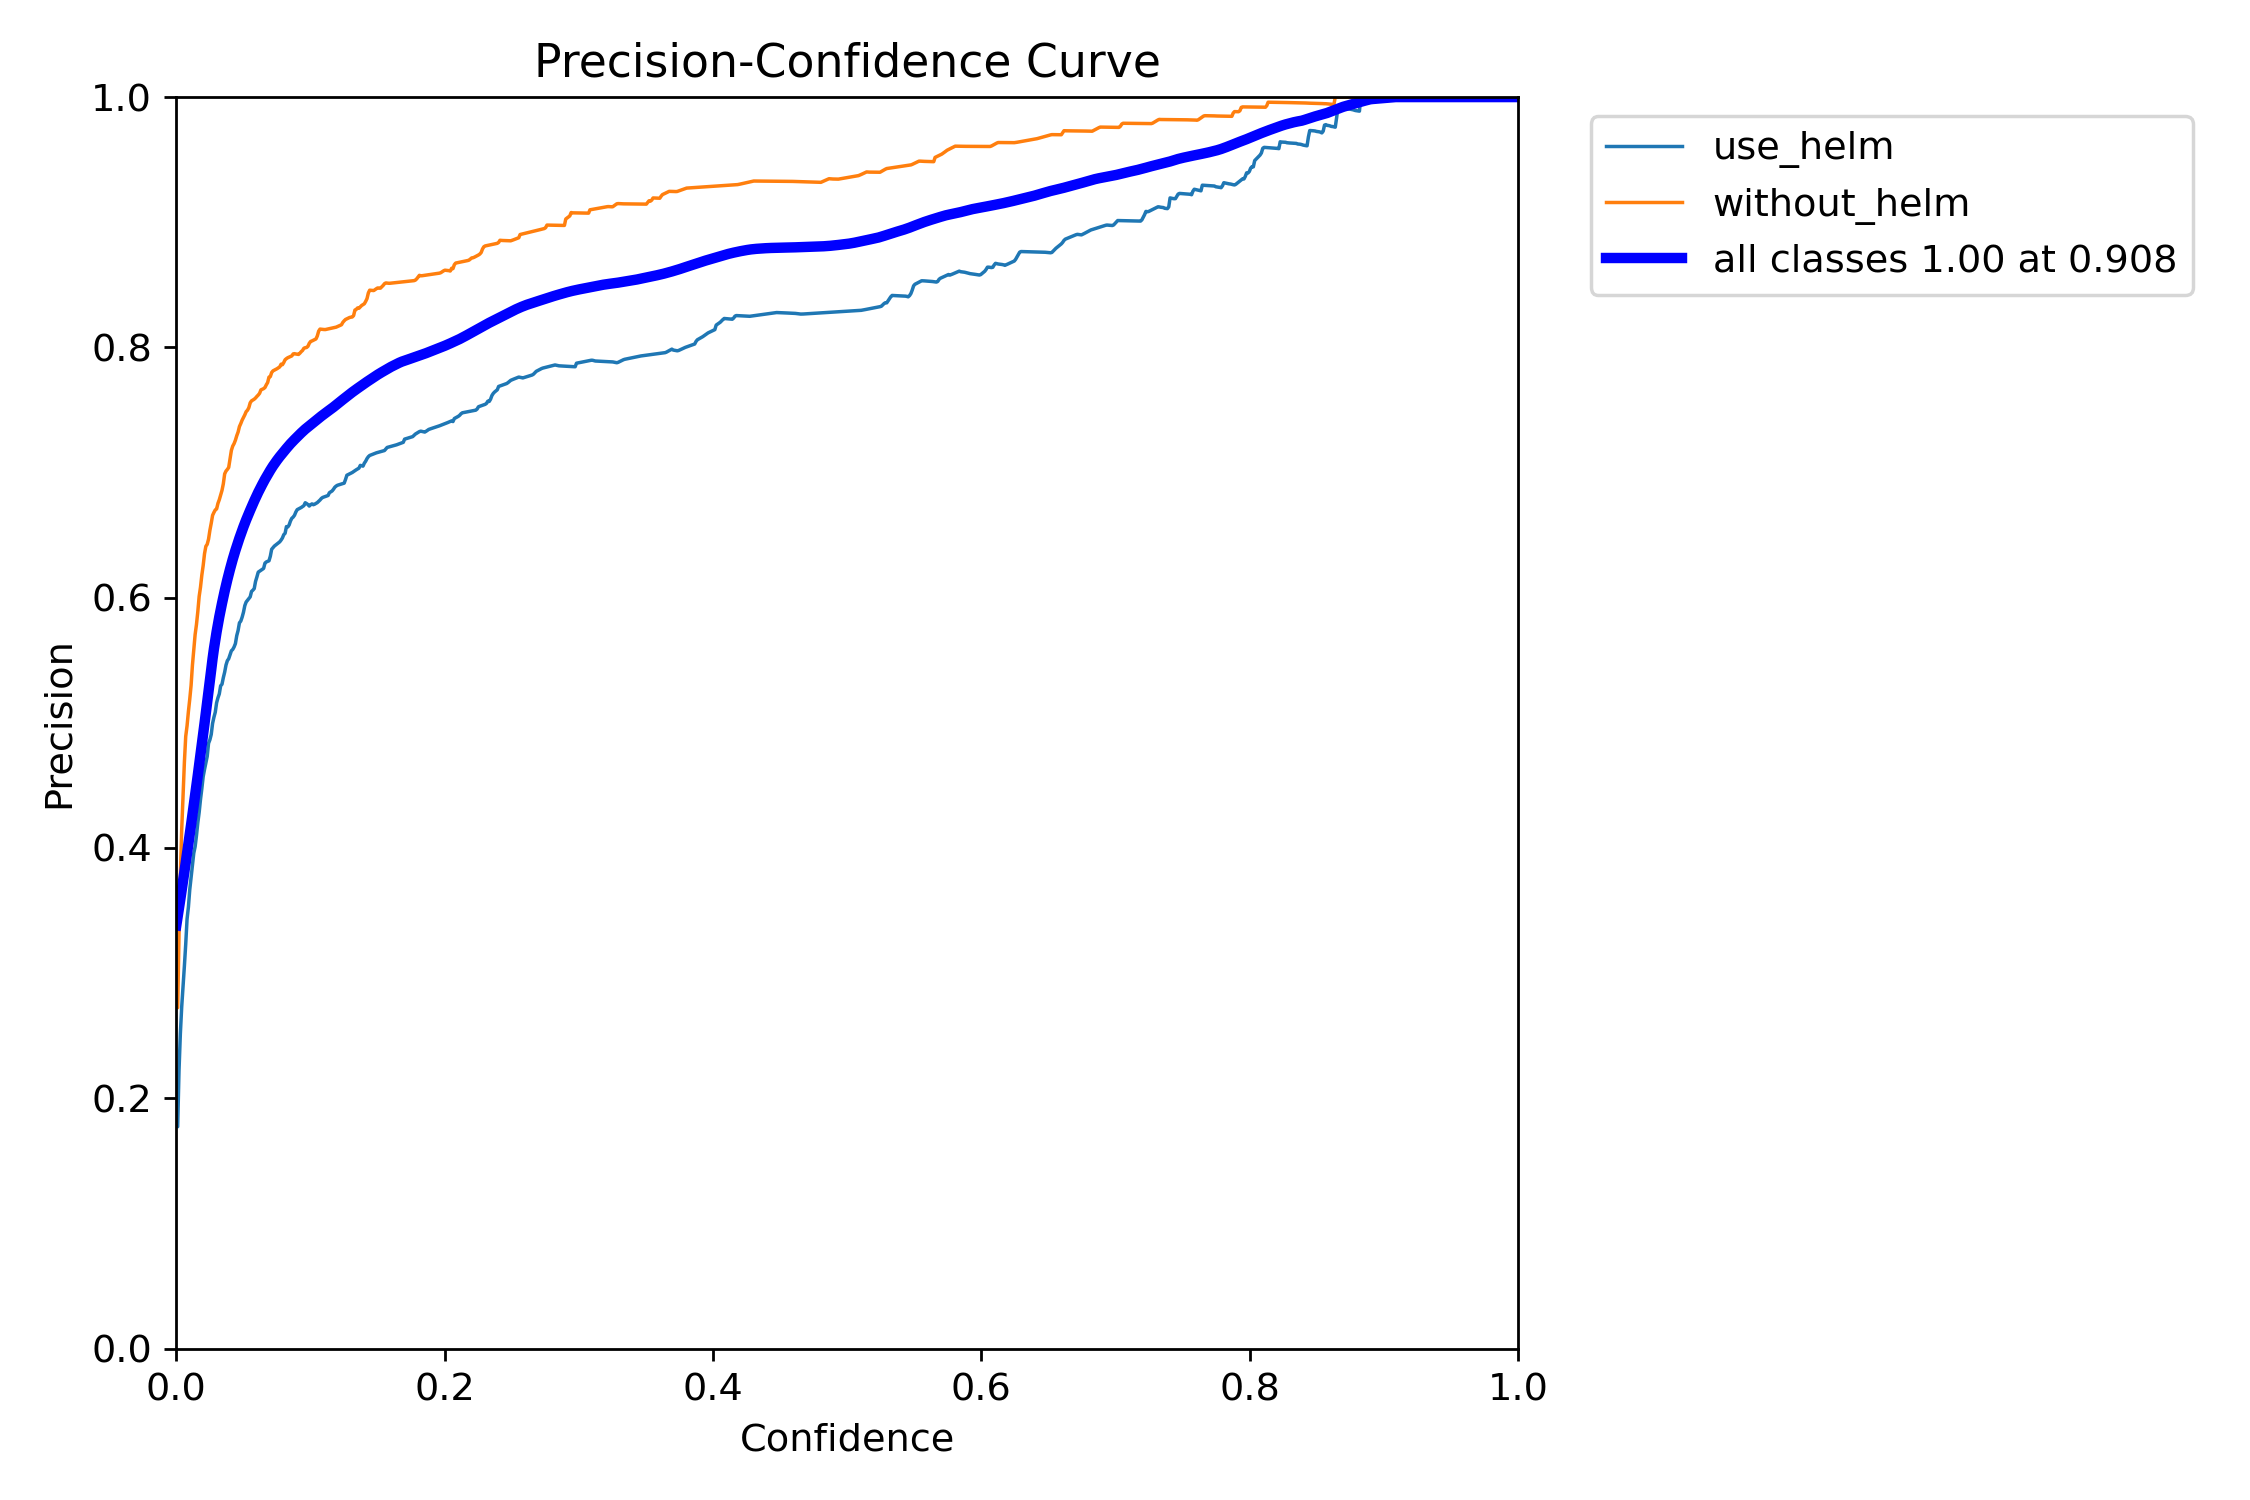 Precision-Confidence Curve
1.0
0.8
0.6
0.4
0.2
0.0
Precision
0.0 0.2 0.4 0.6 0.8 1.0
Confidence
use_helm
without_helm
all classes 1.00 at 0.908